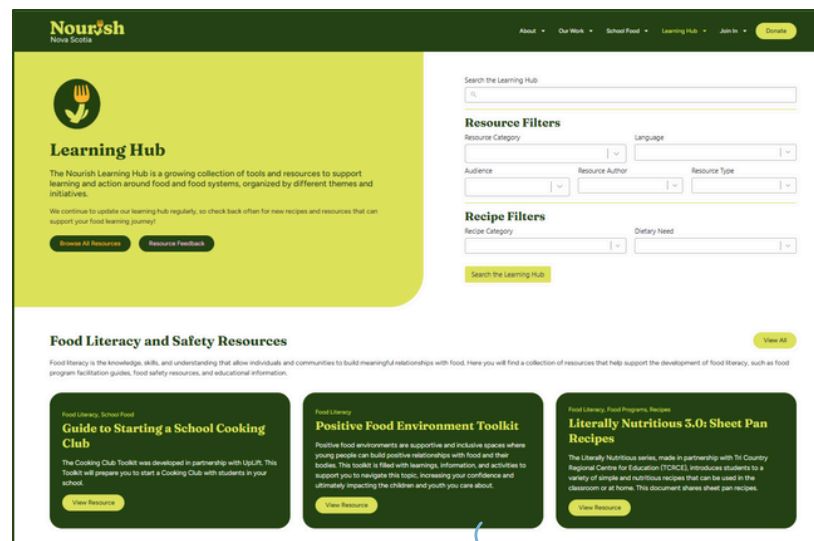 Nourish
Nova Scotia
About
Our Work
School Food
Learning Hub
Join In
Donate
Learning Hub
The Nourish Learning Hub is a growing collection of tools and resources to support
learning and action around food and food systems, organized by different themes and
initiatives.
We continue to update our learning hub regularly, so check back often for new recipes and resources that can
support your food learning journey!
Browse All Resources
Resource Feedback
Search the Learning Hub
Resource Filters
Resource Category
Language
Audience
Resource Author
Resource Type
Recipe Filters
Recipe Category
Dietary Need
Search the Learning Hub
Food Literacy and Safety Resources
View All
Food literacy is the knowledge, skills, and understanding that allow individuals and communities to build meaningful relationships with food. Here you will find a collection of resources that help support the development of food literacy, such as food
program facilitation guides, food safety resources, and educational information.
Food Literacy, School Food
Guide to Starting a School Cooking
Club
The Cooking Club Toolkit was developed in partnership with UpLift. This
Toolkit will prepare you to start a Cooking Club with students in your
school.
View Resource
Food Literacy
Positive Food Environment Toolkit
Positive food environments are supportive and inclusive spaces where
young people can build positive relationships with food and their
bodies. This toolkit is filled with learnings, information, and activities to
support you to navigate this topic, increasing your confidence and
ultimately impacting the children and youth you care about.
View Resource
Food Literacy, Food Programs, Recipes
Literally Nutritious 3.0: Sheet Pan
Recipes
The Literally Nutritious series, made in partnership with Tri County
Regional Centre for Education (TCRCE), introduces students to a
variety of simple and nutritious recipes that can be used in the
classroom or at home. This document shares sheet pan recipes.
View Resource